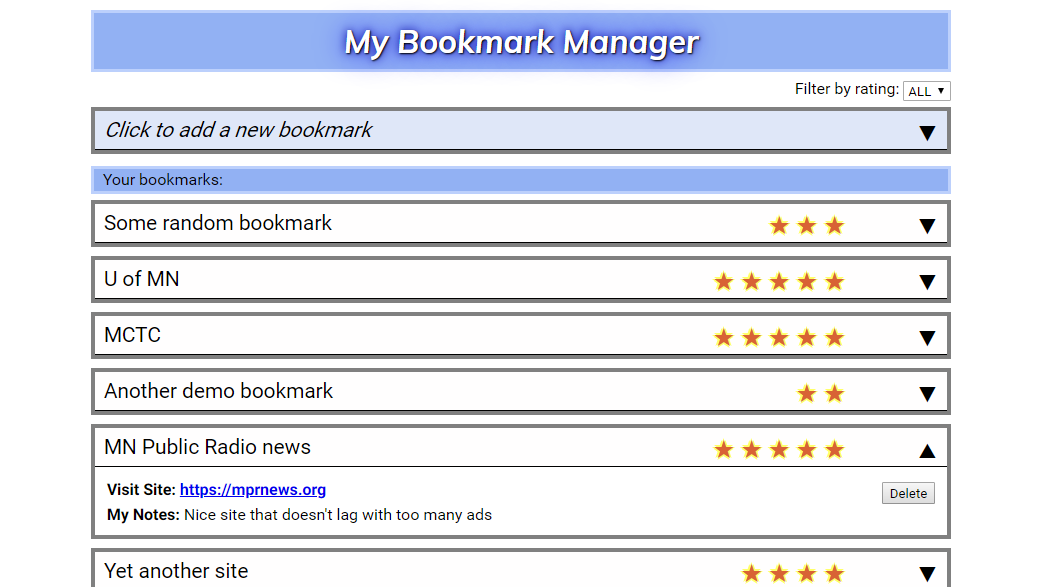 My Bookmark Manager
Filter by rating: ALL
Click to add a new bookmark
Your bookmarks:
Some random bookmark
U of MN
MCTC
Another demo bookmark
MN Public Radio news
Visit Site: https://mprnews.org
Delete
My Notes: Nice site that doesn't lag with too many ads
Yet another site